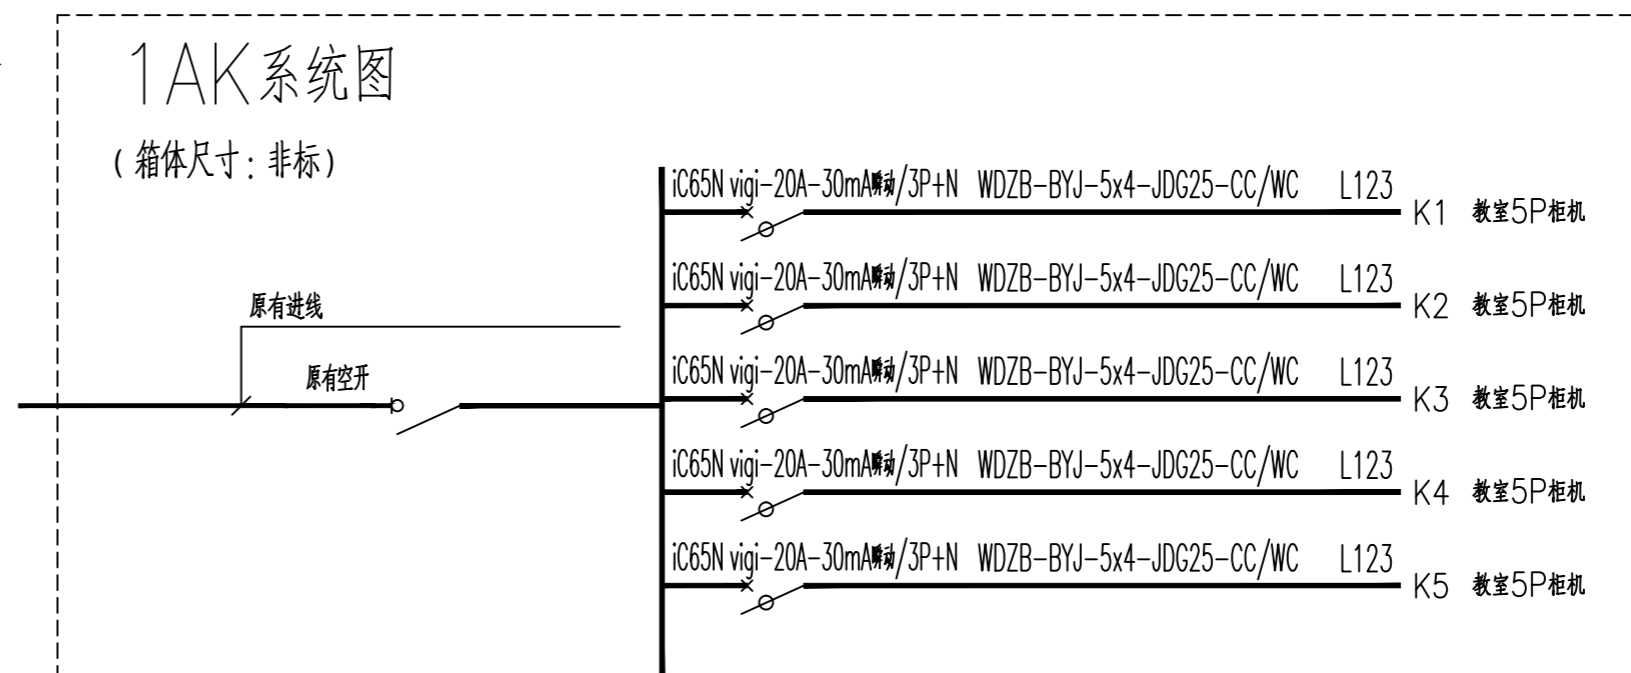 1AK系统图
(箱体尺寸:非标)
iC65N vigi-20A-30mA瞬动/3P+N WDZB-BYJ-5x4-JDG25-CC/WC L123
K1 教室5P柜机
iC65N vigi-20A-30mA瞬动/3P+N WDZB-BYJ-5x4-JDG25-CC/WC L123
K2 教室5P柜机
原有进线
iC65N vigi-20A-30mA瞬动/3P+N WDZB-BYJ-5x4-JDG25-CC/WC L123
K3 教室5P柜机
原有空开
iC65N vigi-20A-30mA瞬动/3P+N WDZB-BYJ-5x4-JDG25-CC/WC L123
K4 教室5P柜机
iC65N vigi-20A-30mA瞬动/3P+N WDZB-BYJ-5x4-JDG25-CC/WC L123
K5 教室5P柜机